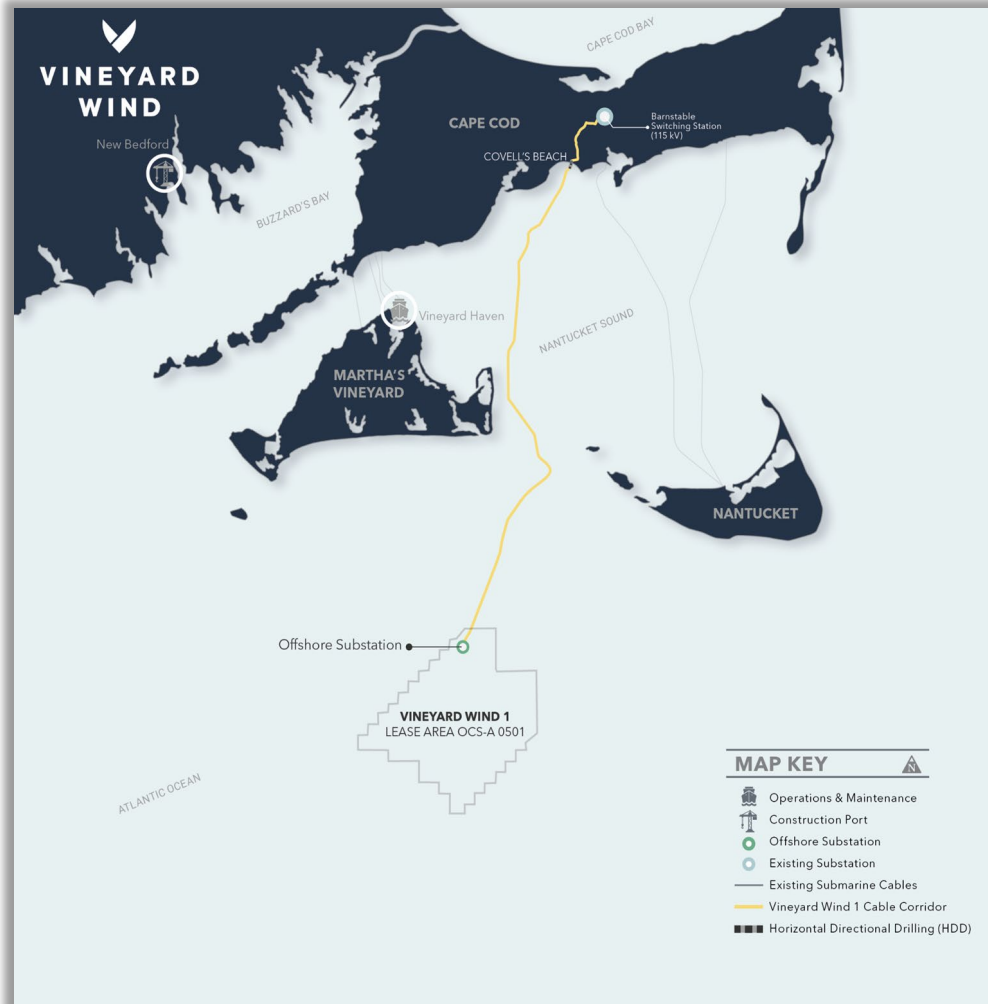 VINEYARD
WIND
New Bedford
CAPE COD BAY
CAPE COD
Barnstable
Switching Station
(115 kV)
COVELL'S BEACH
BUZZARD'S BAY
Vineyard Haven
NANTUCKET SOUND
MARTHA'S
VINEYARD
NANTUCKET
Offshore Substation
VINEYARD WIND 1
LEASE AREA OCS-A 0501
ATLANTIC OCEAN
MAP KEY
N
Operations & Maintenance
Construction Port
Offshore Substation
Existing Substation
Existing Submarine Cables
Vineyard Wind 1 Cable Corridor
Horizontal Directional Drilling (HDD)